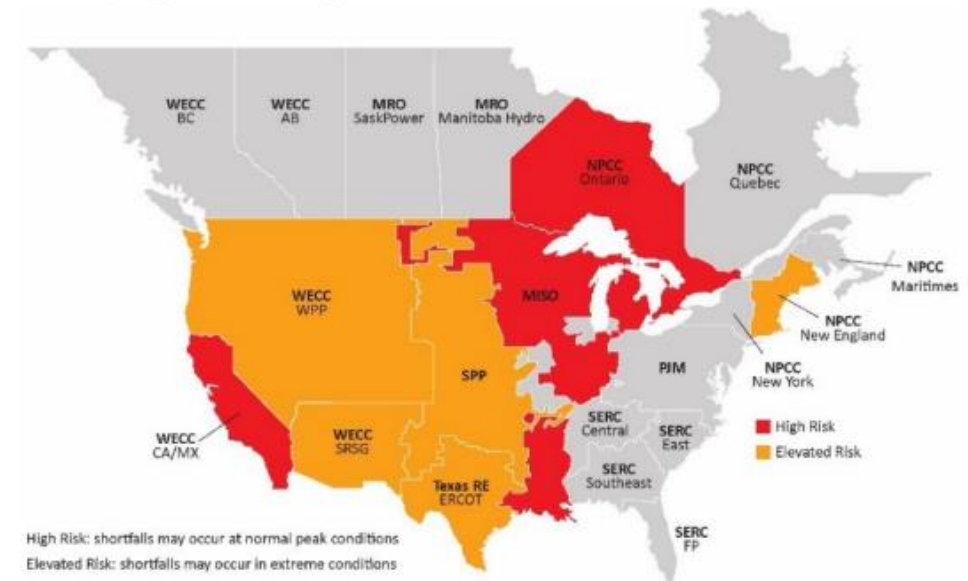 WECC
BC
WECC
AB
MRO
SaskPower
MRO
Manitoba Hydro
NPCC
Ontario
NPCC
Quebec
NPCC
Maritimes
WECC
WPP
MISO
NPCC
New England
SPP
PJM
NPCC
New York
WECC
CA/MX
WECC
SRSG
SERC
Central
SERC
East
High Risk
Elevated Risk
SERC
Southeast
Texas RE
ERCOT
SERC
FP
High Risk: shortfalls may occur at normal peak conditions
Elevated Risk: shortfalls may occur in extreme conditions